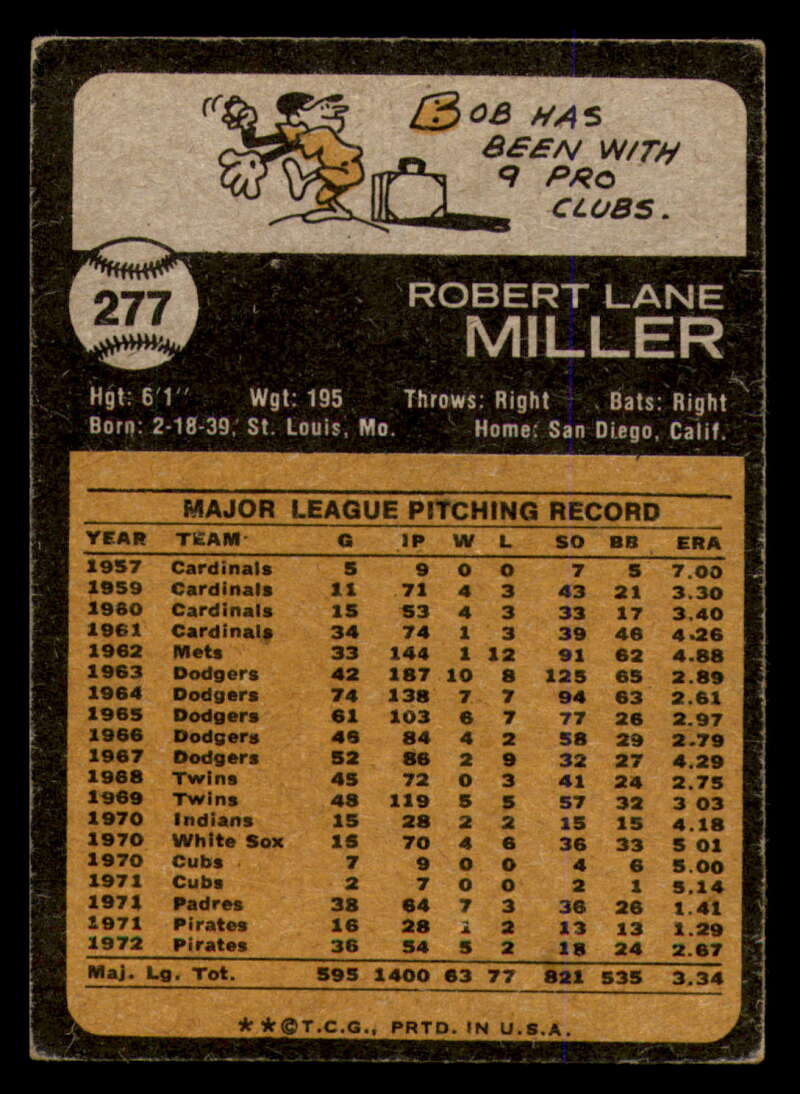 BOB HAS
BEEN WITH
9 PRO
CLUBS.
277
ROBERT LANE
MILLER
Hgt: 6'1" Wgt: 195 Throws: Right Bats: Right
Born: 2-18-39, St. Louis, Mo. Home: San Diego, Calif.
MAJOR LEAGUE PITCHING RECORD
YEAR TEAM G IP W L SO BB ERA
1957 Cardinals 5 9 0 0 7 5 7.00
1959 Cardinals 11 71 4 3 43 21 3.30
1960 Cardinals 15 53 4 3 33 17 3.40
1961 Cardinals 34 74 1 3 39 46 4.26
1962 Mets 33 144 1 12 91 62 4.88
1963 Dodgers 42 187 10 8 125 65 2.89
1964 Dodgers 74 138 7 7 94 63 2.61
1965 Dodgers 61 103 6 7 77 26 2.97
1966 Dodgers 46 84 4 2 58 29 2.79
1967 Dodgers 52 86 2 9 32 27 4.29
1968 Twins 45 72 0 3 41 24 2.75
1969 Twins 48 119 5 5 57 32 3 03
1970 Indians 15 28 2 2 15 15 4.18
1970 White Sox 15 70 4 6 36 33 5 01
1970 Cubs 7 9 0 0 4 6 5.00
1971 Cubs 2 7 0 0 2 1 5.14
1971 Padres 38 64 7 3 36 26 1.41
1971 Pirates 16 28 1 2 13 13 1.29
1972 Pirates 36 54 5 2 18 24 2.67
Maj. Lg. Tot. 595 1400 63 77 821 535 3.34
**©T.C.G., PRTD. IN U.S.A.